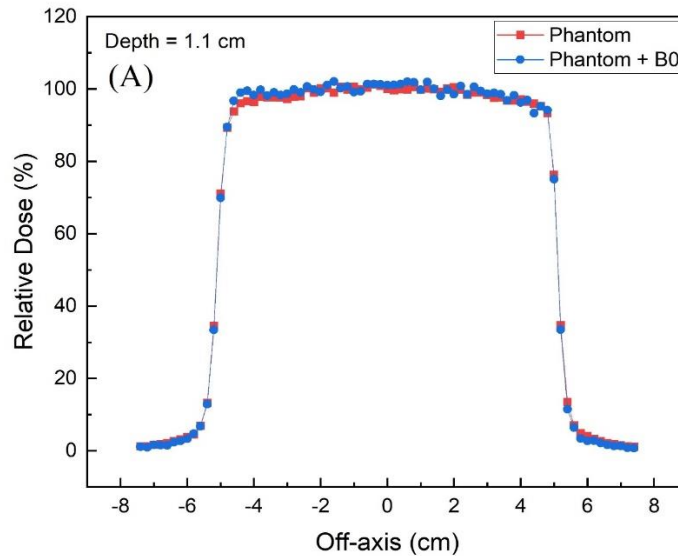 120
Depth = 1.1 cm
Phantom
Phantom + B0
(A)
100
80
60
40
20
0
Relative Dose (%)
-8 -6 -4 -2 0 2 4 6 8
Off-axis (cm)